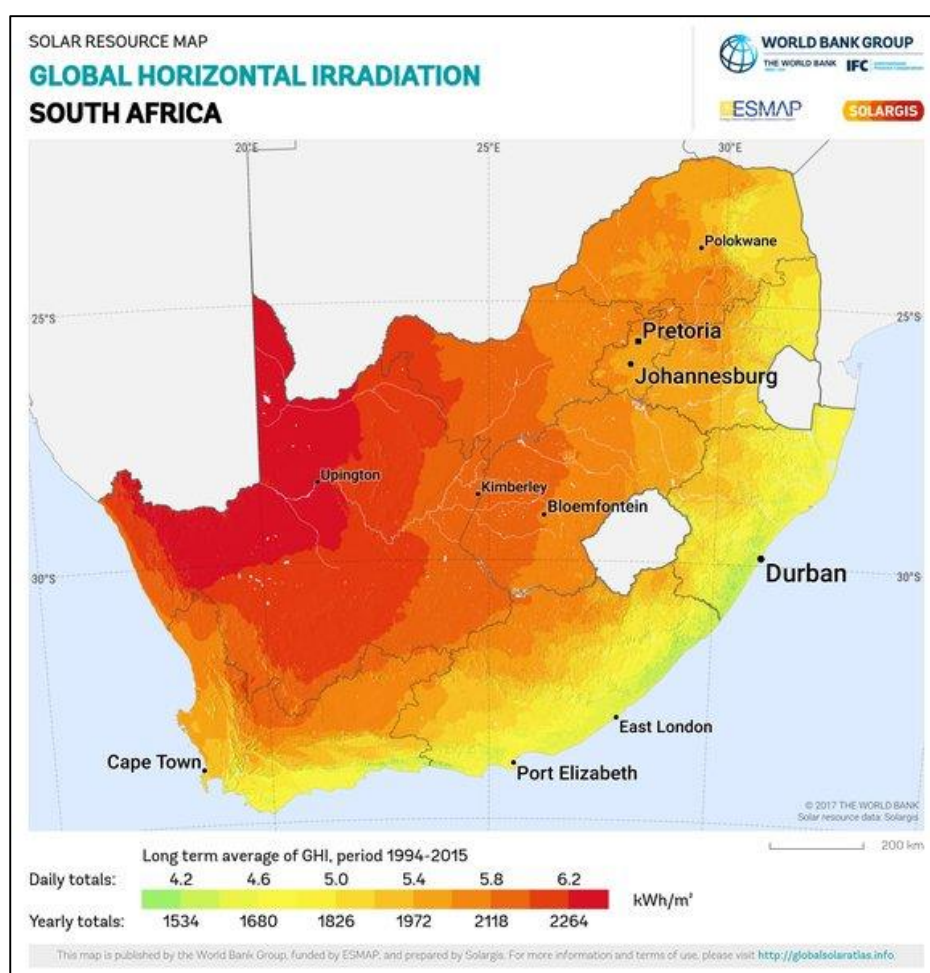 SOLAR RESOURCE MAP
GLOBAL HORIZONTAL IRRADIATION
SOUTH AFRICA
WORLD BANK GROUP
THE WORLD BANK IFC
ESMAP
SOLARGIS
20°E 25°E 30°E
Polokwane
25°S 25°S
Pretoria
Johannesburg
Upington
Kimberley
Bloemfontein
Durban
30°S 30°S
East London
Cape Town
Port Elizabeth
© 2017 THE WORLD BANK
Solar resource data: Solargis
200 km
Long term average of GHI, period 1994-2015
Daily totals: 4.2 4.6 5.0 5.4 5.8 6.2
kWh/m²
Yearly totals: 1534 1680 1826 1972 2118 2264
This map is published by the World Bank Group, funded by ESMAP, and prepared by Solargis. For more information and terms of use, please visit http://globalsolaratlas.info.